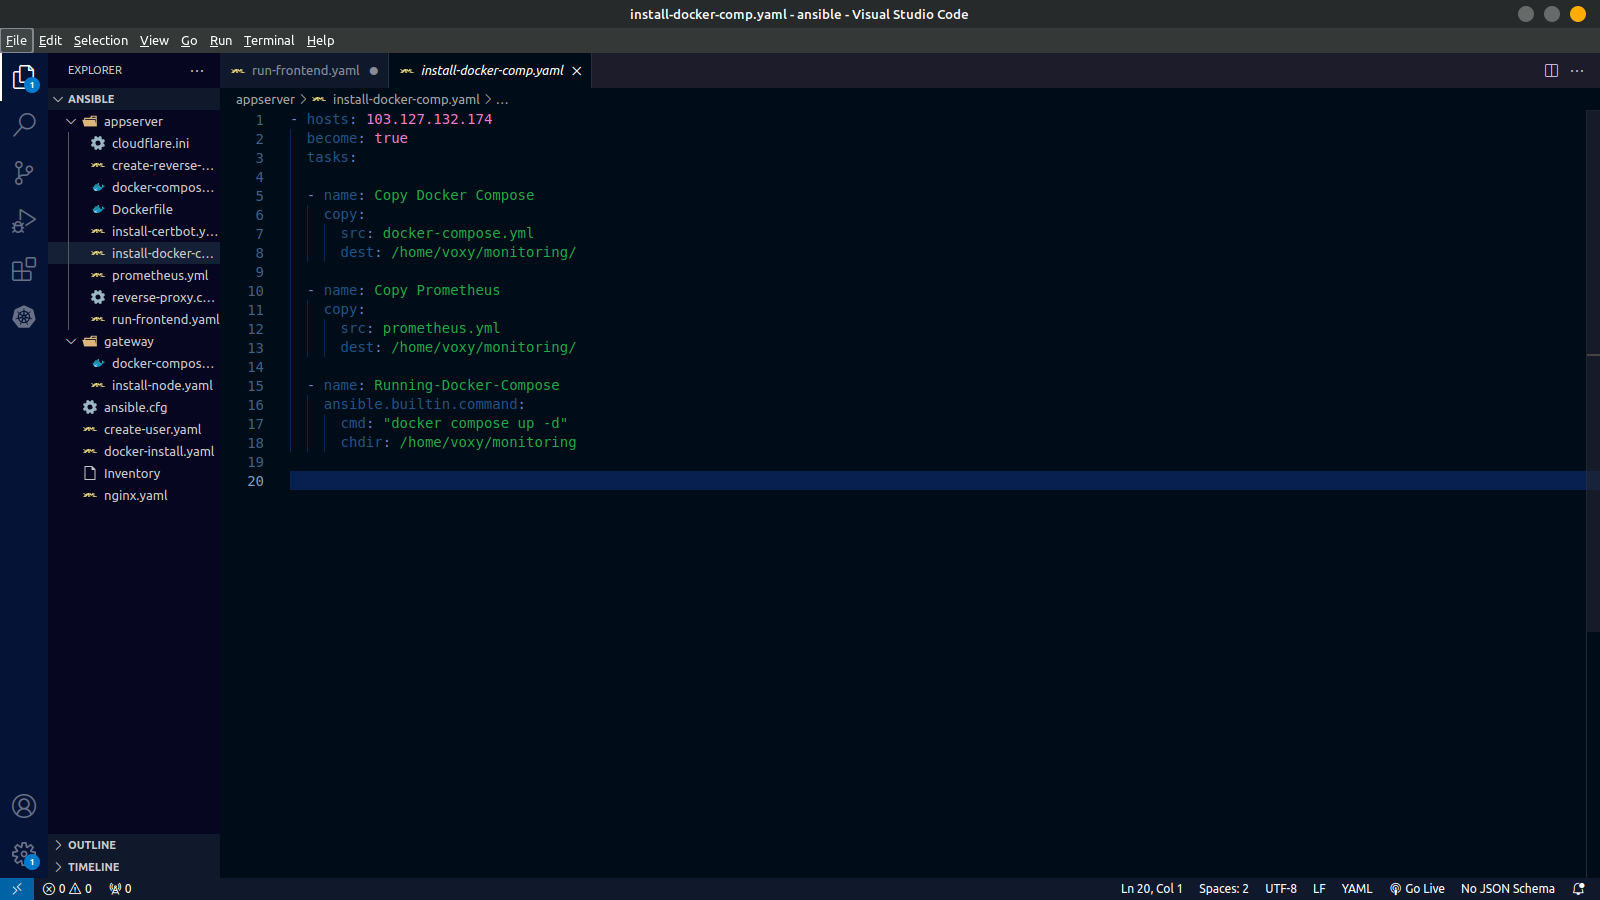 install-docker-comp.yaml - ansible - Visual Studio Code
File Edit Selection View Go Run Terminal Help
EXPLORER
ANSIBLE
appserver
cloudflare.ini
create-reverse-...
docker-compos...
Dockerfile
install-certbot.y...
install-docker-c...
prometheus.yml
reverse-proxy.c...
run-frontend.yaml
gateway
docker-compos...
install-node.yaml
ansible.cfg
create-user.yaml
docker-install.yaml
Inventory
nginx.yaml
OUTLINE
TIMELINE
run-frontend.yaml
install-docker-comp.yaml
appserver > install-docker-comp.yaml > ...
1 - hosts: 103.127.132.174
2 become: true
3 tasks:
4
5 - name: Copy Docker Compose
6 copy:
7 src: docker-compose.yml
8 dest: /home/voxy/monitoring/
9
10 - name: Copy Prometheus
11 copy:
12 src: prometheus.yml
13 dest: /home/voxy/monitoring/
14
15 - name: Running-Docker-Compose
16 ansible.builtin.command:
17 cmd: "docker compose up -d"
18 chdir: /home/voxy/monitoring
19
20
1
1
0 0 0
Ln 20, Col 1 Spaces: 2 UTF-8 LF YAML Go Live No JSON Schema